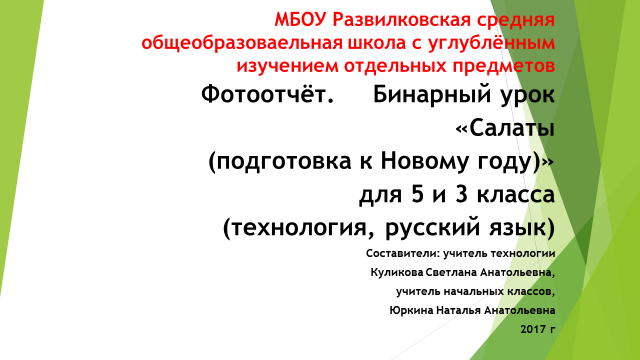 МБОУ Развилковская средняя
общеобразоваельная школа с углублённым
изучением отдельных предметов
Фотоотчёт. Бинарный урок
«Салаты
(подготовка к Новому году)»
для 5 и 3 класса
(технология, русский язык)
Составители: учитель технологии
Куликова Светлана Анатольевна,
учитель начальных классов,
Юркина Наталья Анатольевна
2017 г